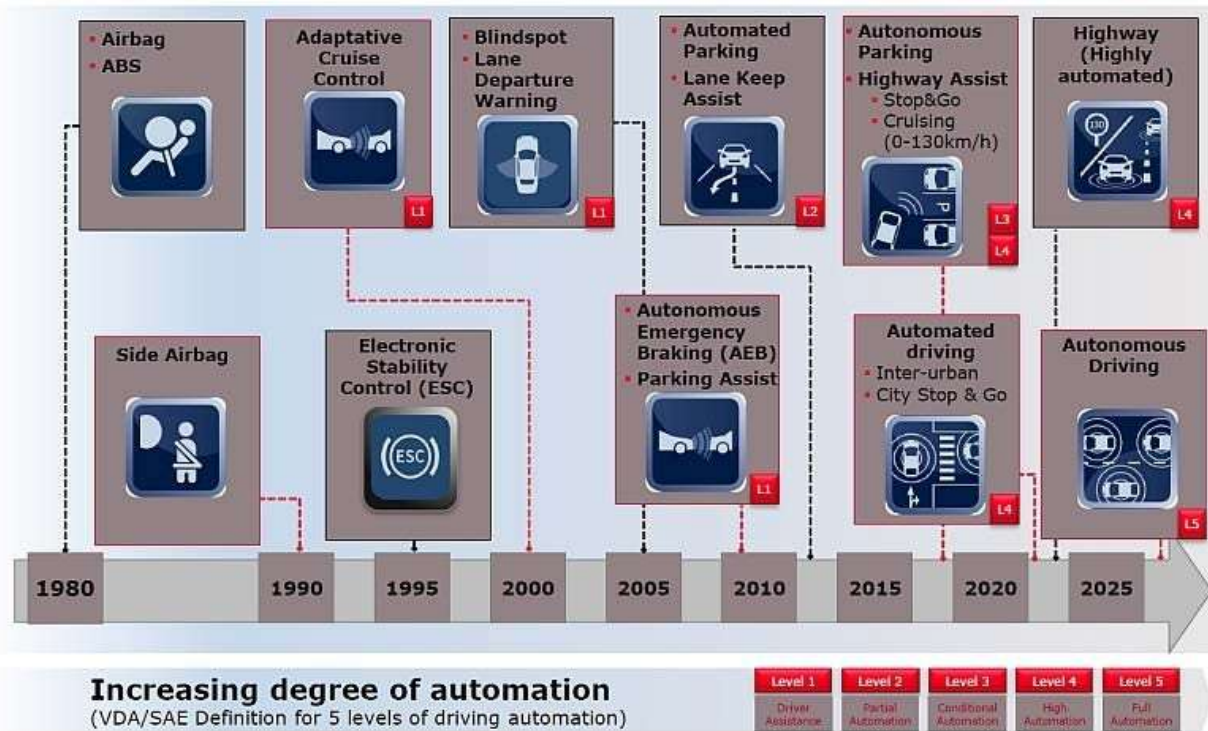 Airbag
ABS
Adaptative
Cruise
Control
L1
Blindspot
Lane
Departure
Warning
L1
Automated
Parking
Lane Keep
Assist
L2
Autonomous
Parking
Highway Assist
Stop&Go
Cruising
(0-130km/h)
P
L3
L4
Highway
(Highly
automated)
130
L4
Side Airbag
Electronic
Stability
Control (ESC)
ESC
Autonomous
Emergency
Braking (AEB)
Parking Assist
L1
Automated
driving
Inter-urban
City Stop & Go
L4
Autonomous
Driving
L5
1980 1990 1995 2000 2005 2010 2015 2020 2025
Increasing degree of automation
(VDA/SAE Definition for 5 levels of driving automation)
Level 1
Driver
Assistance
Level 2
Partial
Automation
Level 3
Conditional
Automation
Level 4
High
Automation
Level 5
Full
Automation